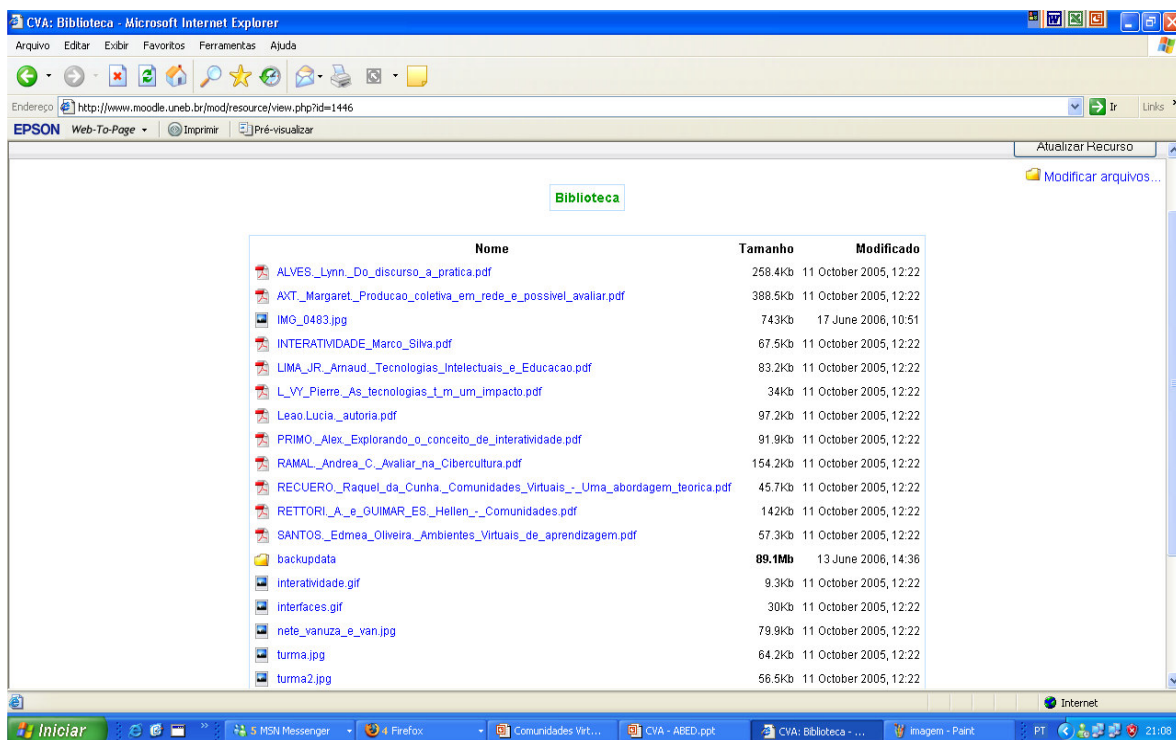 CVA: Biblioteca - Microsoft Internet Explorer
Arquivo Editar Exibir Favoritos Ferramentas Ajuda
Endereço http://www.moodle.uneb.br/mod/resource/view.php?id=1446 Ir Links
EPSON Web-To-Page Imprimir Pré-visualizar
Atualizar Recurso
Modificar arquivos...
Biblioteca
Nome Tamanho Modificado
ALVES._Lynn._Do_discurso_a_pratica.pdf 258.4Kb 11 October 2005, 12:22
AXT._Margaret._Producao_coletiva_em_rede_e_possivel_avaliar.pdf 388.5Kb 11 October 2005, 12:22
IMG_0483.jpg 743Kb 17 June 2006, 10:51
INTERATIVIDADE_Marco_Silva.pdf 67.5Kb 11 October 2005, 12:22
LIMA_JR._Arnaud._Tecnologias_Intelectuais_e_Educacao.pdf 83.2Kb 11 October 2005, 12:22
L_VY_Pierre._As_tecnologias_t_m_um_impacto.pdf 34Kb 11 October 2005, 12:22
Leao.Lucia._autoria.pdf 97.2Kb 11 October 2005, 12:22
PRIMO._Alex._Explorando_o_conceito_de_interatividade.pdf 91.9Kb 11 October 2005, 12:22
RAMAL._Andrea_C._Avaliar_na_Cibercultura.pdf 154.2Kb 11 October 2005, 12:22
RECUERO._Raquel_da_Cunha._Comunidades_Virtuais_-_Uma_abordagem_teorica.pdf 45.7Kb 11 October 2005, 12:22
RETTORI._A._e_GUIMAR_ES._Hellen_-_Comunidades.pdf 142Kb 11 October 2005, 12:22
SANTOS._Edmea_Oliveira._Ambientes_Virtuais_de_aprendizagem.pdf 57.3Kb 11 October 2005, 12:22
backupdata 89.1Mb 13 June 2006, 14:36
interatividade.gif 9.3Kb 11 October 2005, 12:22
interfaces.gif 30Kb 11 October 2005, 12:22
nete_vanuza_e_van.jpg 79.9Kb 11 October 2005, 12:22
turma.jpg 64.2Kb 11 October 2005, 12:22
turma2.jpg 56.5Kb 11 October 2005, 12:22
Internet
Iniciar 5 MSN Messenger 4 Firefox Comunidades Virt... CVA - ABED.ppt CVA: Biblioteca - ... imagem - Paint PT 21:08